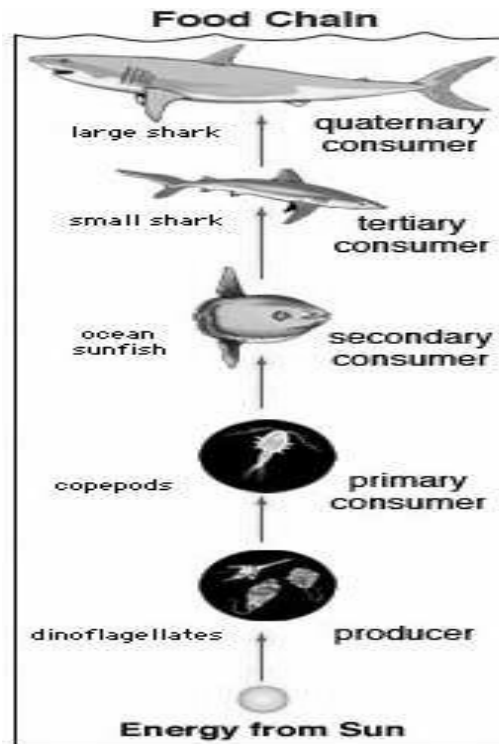 Food Chain
large shark
quaternary
consumer
small shark
tertiary
consumer
ocean
sunfish
secondary
consumer
copepods
primary
consumer
dinoflagellates
producer
Energy from Sun